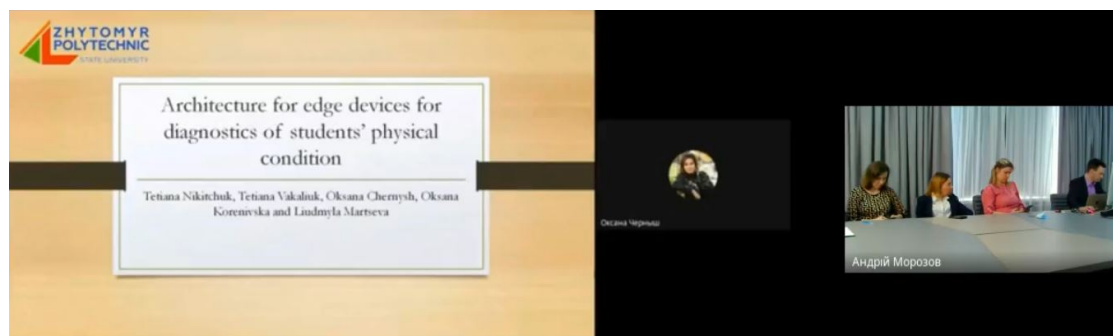 ZHYTOMYR
POLYTECHNIC
STATE UNIVERSITY
Architecture for edge devices for
diagnostics of students' physical
condition
Tetiana Nikitchuk, Tetiana Vakaliuk, Oksana Chernysh, Oksana
Korenivska and Liudmyla Martseva
Оксана Черныш
Андрій Морозов